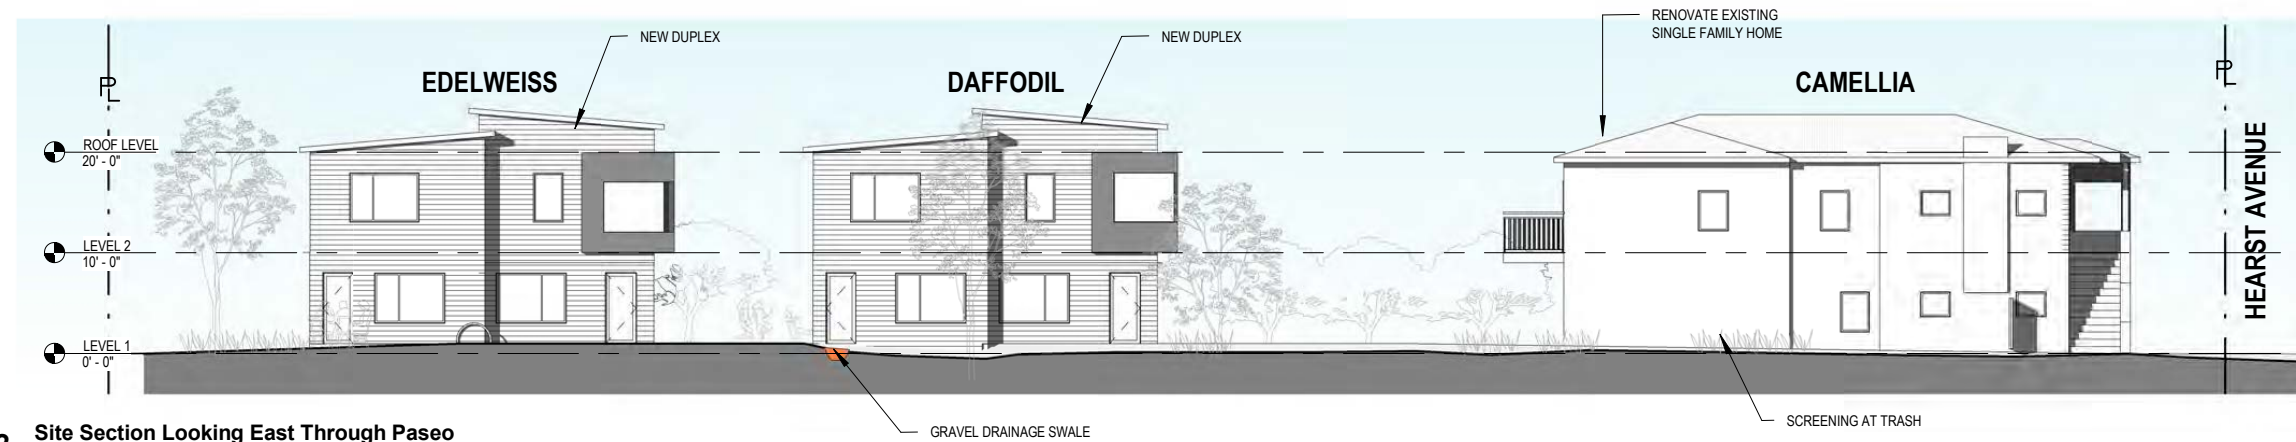 RENOVATE EXISTING
SINGLE FAMILY HOME
NEW DUPLEX
NEW DUPLEX
EDELWEISS
DAFFODIL
CAMELLIA
PL
PL
ROOF LEVEL
20' - 0"
LEVEL 2
10' - 0"
LEVEL 1
0' - 0"
HEARST AVENUE
SCREENING AT TRASH
GRAVEL DRAINAGE SWALE
Site Section Looking East Through Paseo